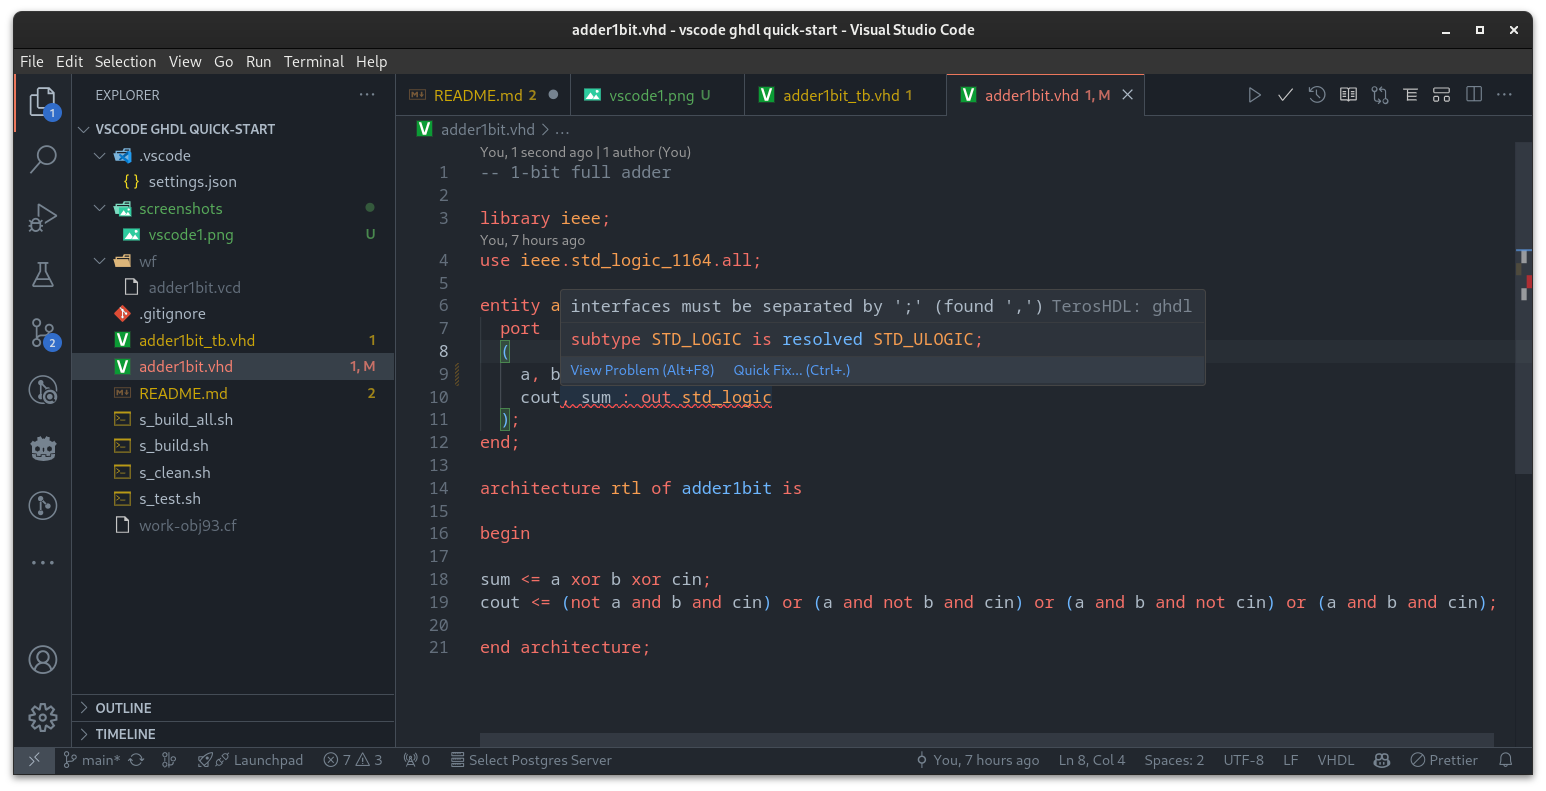 adder1bit.vhd - vscode ghdl quick-start - Visual Studio Code
File Edit Selection View Go Run Terminal Help
1
2
EXPLORER
VSCODE GHDL QUICK-START
.vscode
{ } settings.json
screenshots
vscode1.png U
wf
adder1bit.vcd
.gitignore
adder1bit_tb.vhd 1
adder1bit.vhd 1, M
README.md 2
s_build_all.sh
s_build.sh
s_clean.sh
s_test.sh
work-obj93.cf
OUTLINE
TIMELINE
README.md 2
vscode1.png U
adder1bit_tb.vhd 1
adder1bit.vhd 1, M
adder1bit.vhd > ...
You, 1 second ago | 1 author (You)
1 -- 1-bit full adder
2
3 library ieee;
You, 7 hours ago
4 use ieee.std_logic_1164.all;
5
6 entity a
interfaces must be separated by ';' (found ',') TerosHDL: ghdl
7 port
subtype STD_LOGIC is resolved STD_ULOGIC;
8 (
View Problem (Alt+F8) Quick Fix... (Ctrl+.)
9 a, b
10 cout, sum : out std_logic
11 );
12 end;
13
14 architecture rtl of adder1bit is
15
16 begin
17
18 sum <= a xor b xor cin;
19 cout <= (not a and b and cin) or (a and not b and cin) or (a and b and not cin) or (a and b and cin);
20
21 end architecture;
main* Launchpad 7 3 0 Select Postgres Server You, 7 hours ago Ln 8, Col 4 Spaces: 2 UTF-8 LF VHDL Prettier